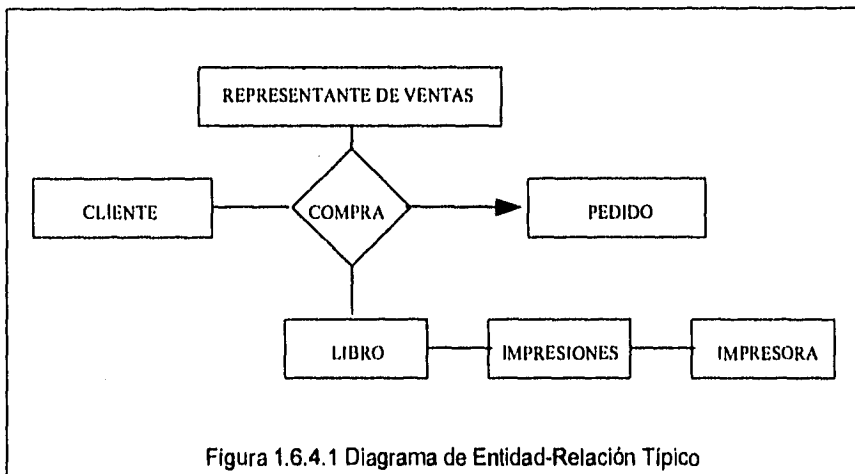 REPRESENTANTE DE VENTAS
CLIENTE
COMPRA
PEDIDO
LIBRO
IMPRESIONES
IMPRESORA
Figura 1.6.4.1 Diagrama de Entidad-Relación Típico